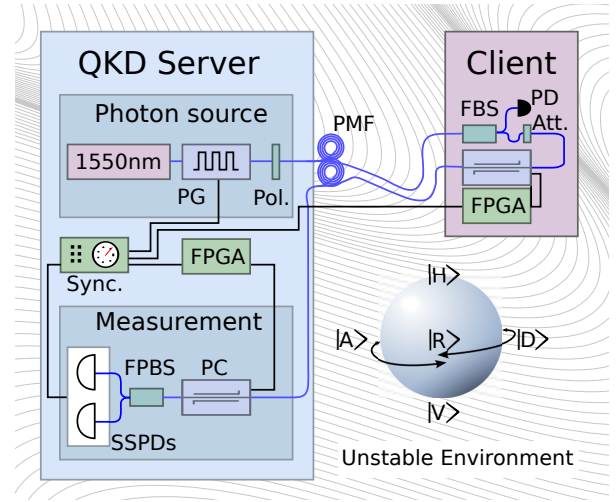 QKD Server
Photon source
1550nm
PG
Pol.
PMF
Client
FBS
PD
Att.
FPGA
Sync.
FPGA
Measurement
FPBS
PC
SSPDs
|H>
|A>
|R>
|D>
|V>
Unstable Environment